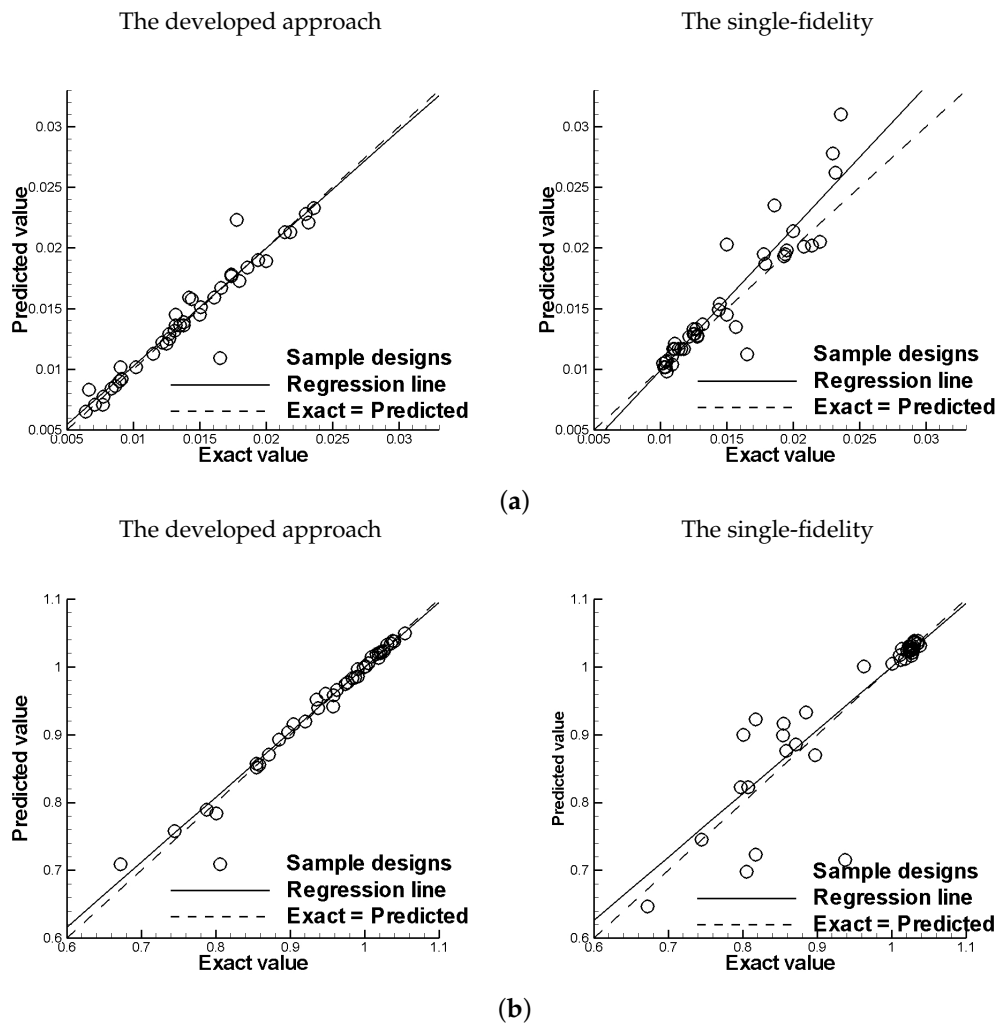 The developed approach
The single-fidelity
0.03
0.025
0.02
0.015
0.01
0.005
Predicted value
0.005 0.01 0.015 0.02 0.025 0.03
Exact value
Sample designs
Regression line
Exact = Predicted
0.03
0.025
0.02
0.015
0.01
0.005
Predicted value
0.005 0.01 0.015 0.02 0.025 0.03
Exact value
Sample designs
Regression line
Exact = Predicted
(a)
The developed approach
The single-fidelity
1.1
1
0.9
0.8
0.7
0.6
Predicted value
0.6 0.7 0.8 0.9 1 1.1
Exact value
Sample designs
Regression line
Exact = Predicted
1.1
1
0.9
0.8
0.7
0.6
Predicted value
0.6 0.7 0.8 0.9 1 1.1
Exact value
Sample designs
Regression line
Exact = Predicted
(b)